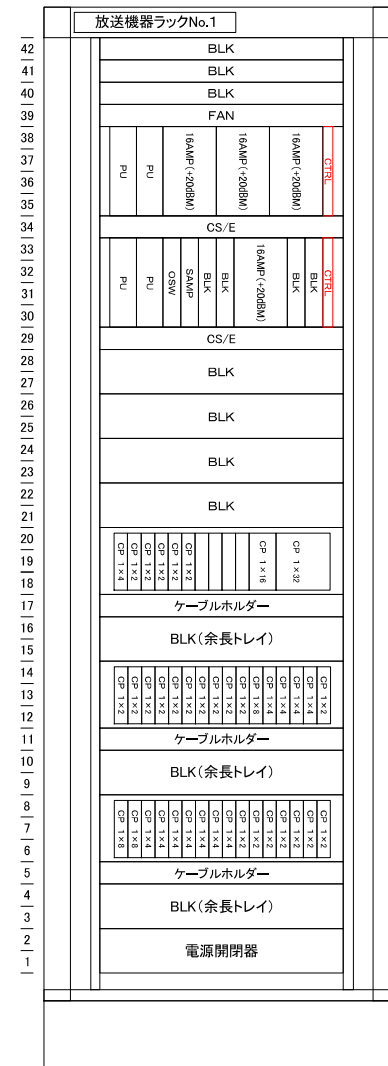 放送機器ラックNo.1
42 BLK
41 BLK
40 BLK
39 FAN
38
37
36
35
PU PU 16AMP(+20dBM) 16AMP(+20dBM) 16AMP(+20dBM) CTRL
34 CS/E
33
32
31
30
PU PU OSW SAMP BLK BLK 16AMP(+20dBM) BLK BLK CTRL
29 CS/E
28
27
BLK
26
25
BLK
24
23
BLK
22
21
BLK
20
19
18
CP 1×4 CP 1×2 CP 1×2 CP 1×2 CP 1×2 CP 1×2 CP 1×16 CP 1×32
17 ケーブルホルダー
16
15
BLK(余長トレイ)
14
13
12
CP 1×2 CP 1×2 CP 1×2 CP 1×2 CP 1×2 CP 1×2 CP 1×2 CP 1×2 CP 1×2 CP 1×8 CP 1×4 CP 1×4 CP 1×4 CP 1×4 CP 1×2
11 ケーブルホルダー
10
9
BLK(余長トレイ)
8
7
6
CP 1×8 CP 1×8 CP 1×4 CP 1×4 CP 1×4 CP 1×4 CP 1×4 CP 1×4 CP 1×2 CP 1×2 CP 1×2 CP 1×2 CP 1×2 CP 1×2 CP 1×2
5 ケーブルホルダー
4
3
BLK(余長トレイ)
2
1
電源開閉器